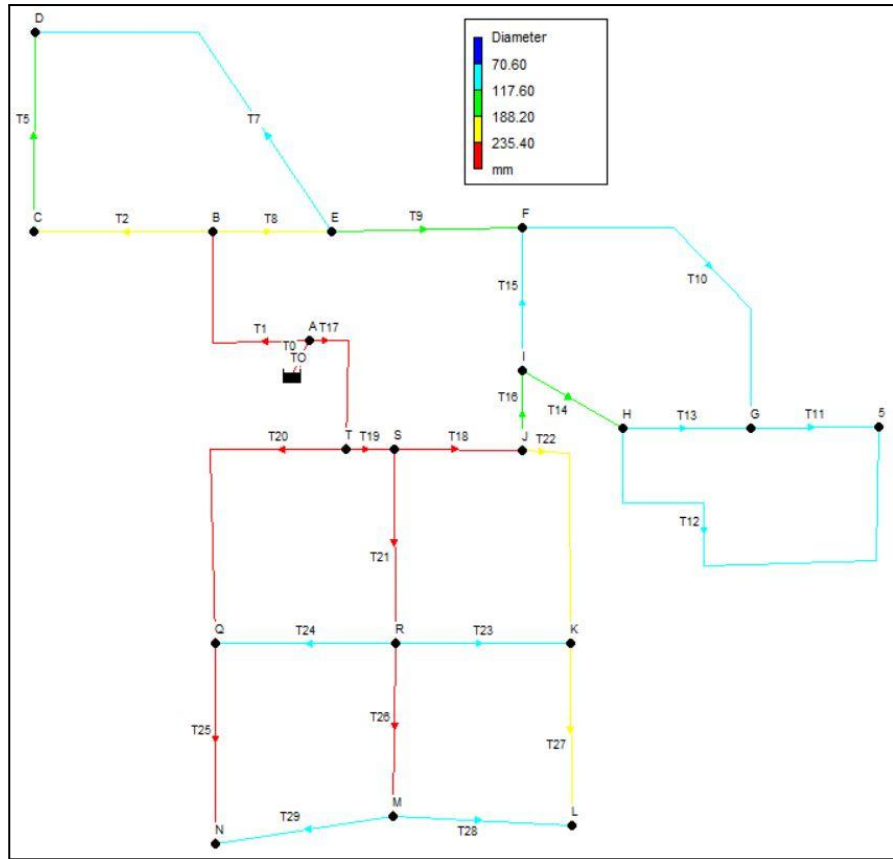 D
Diameter
70.60
117.60
188.20
235.40
mm
T5
T7
C
T2
B
T8
E
T9
F
T10
T15
T1
A
T17
T0
TO
I
T16
T14
H
T13
G
T11
5
T20
T
T19
S
T18
J
T22
T12
T21
Q
T24
R
T23
K
T25
T26
T27
N
T29
M
T28
L